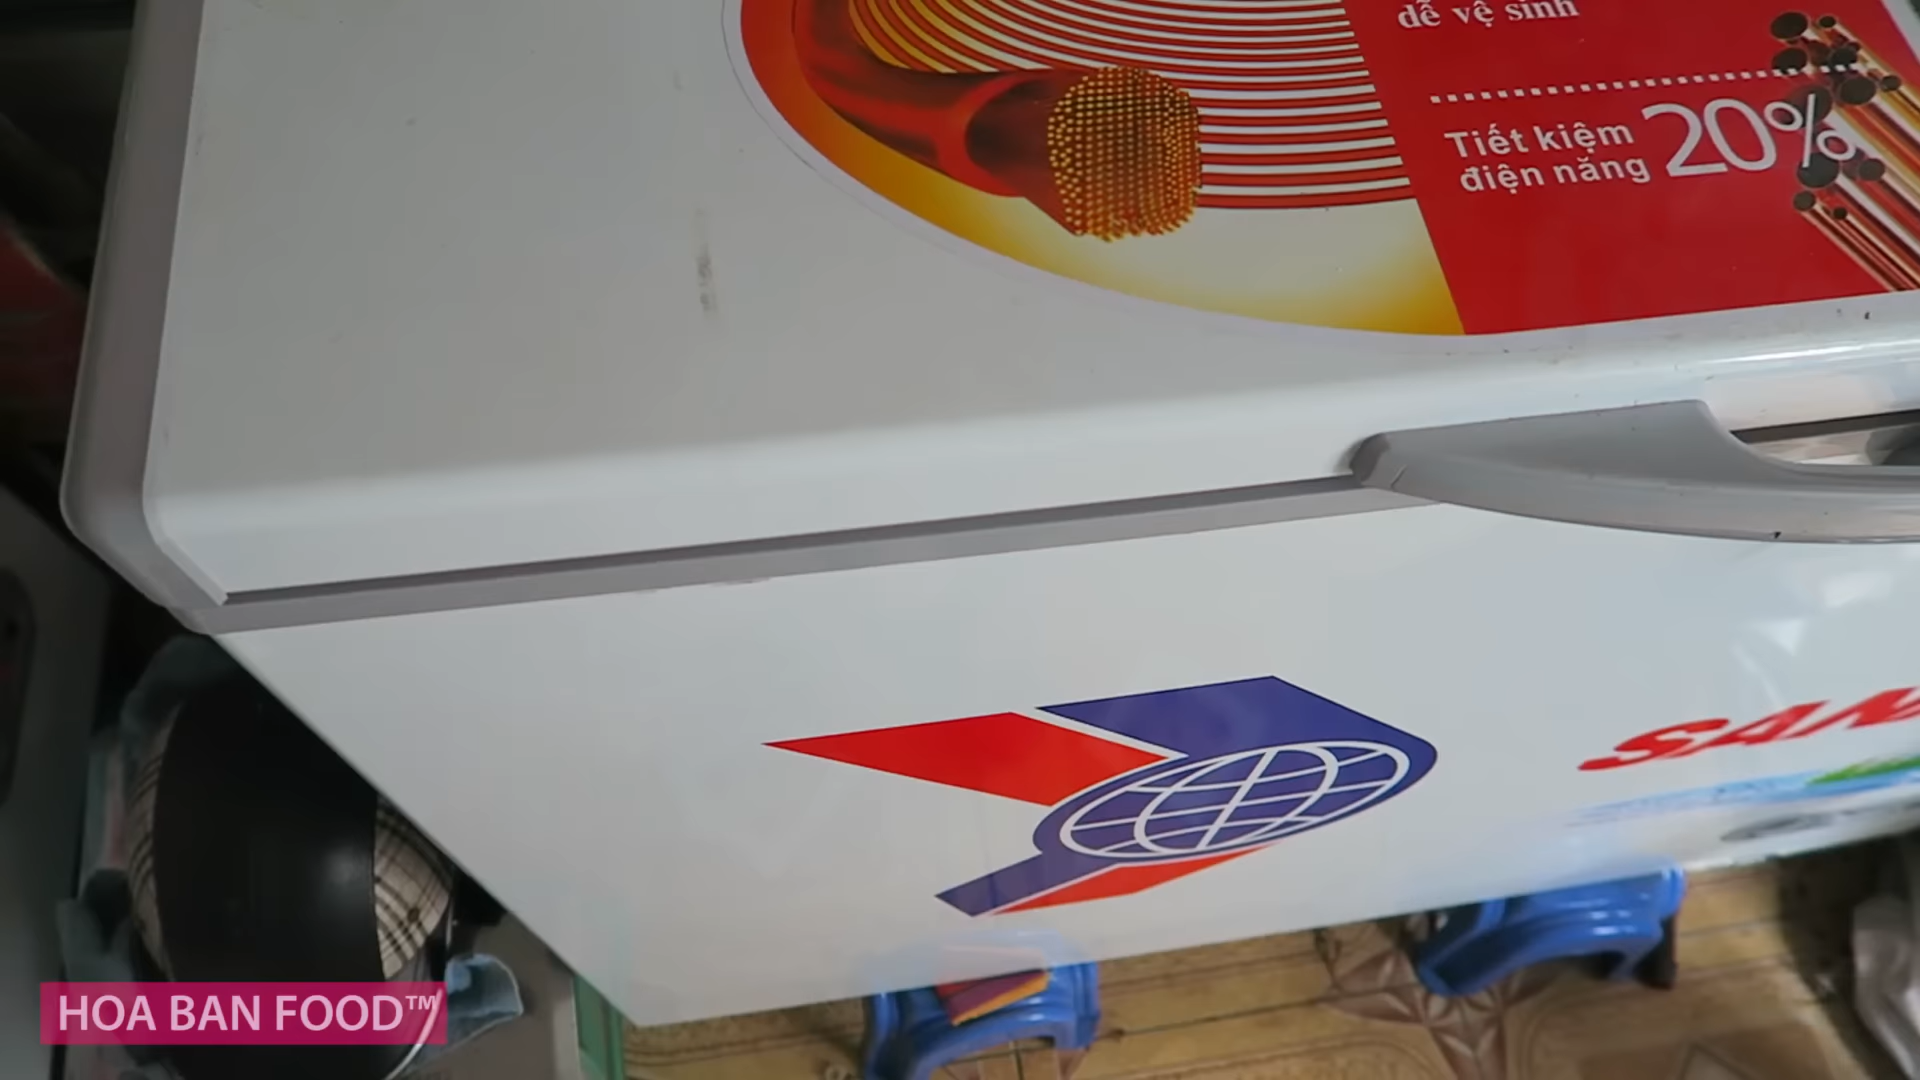 dễ vệ sinh
Tiết kiệm
điện năng 20%
HOA BAN FOOD™